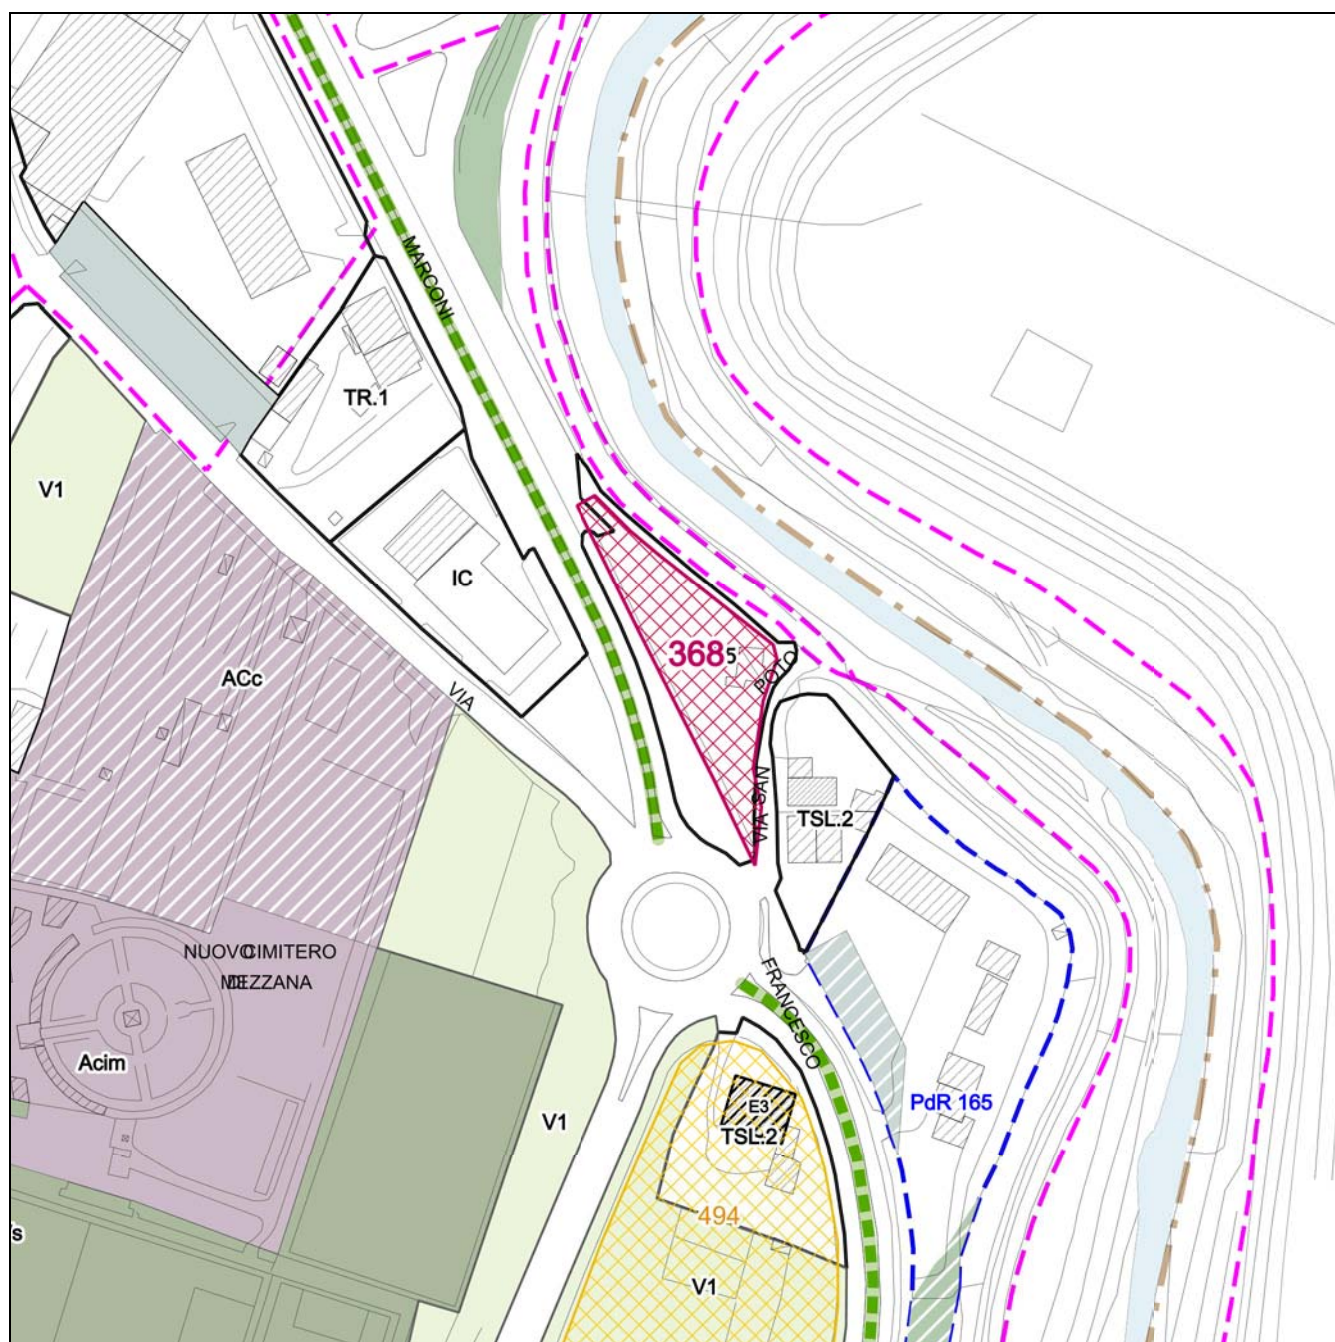 MARCONI
TR.1
V1
IC
368
5
POTO
ACc
VIA
VIA SAN
TSL.2
NUOVO CIMITERO
MEZZANA
FRANCESCO
Acim
PdR 165
E3
TSL.2
V1
494
s
V1